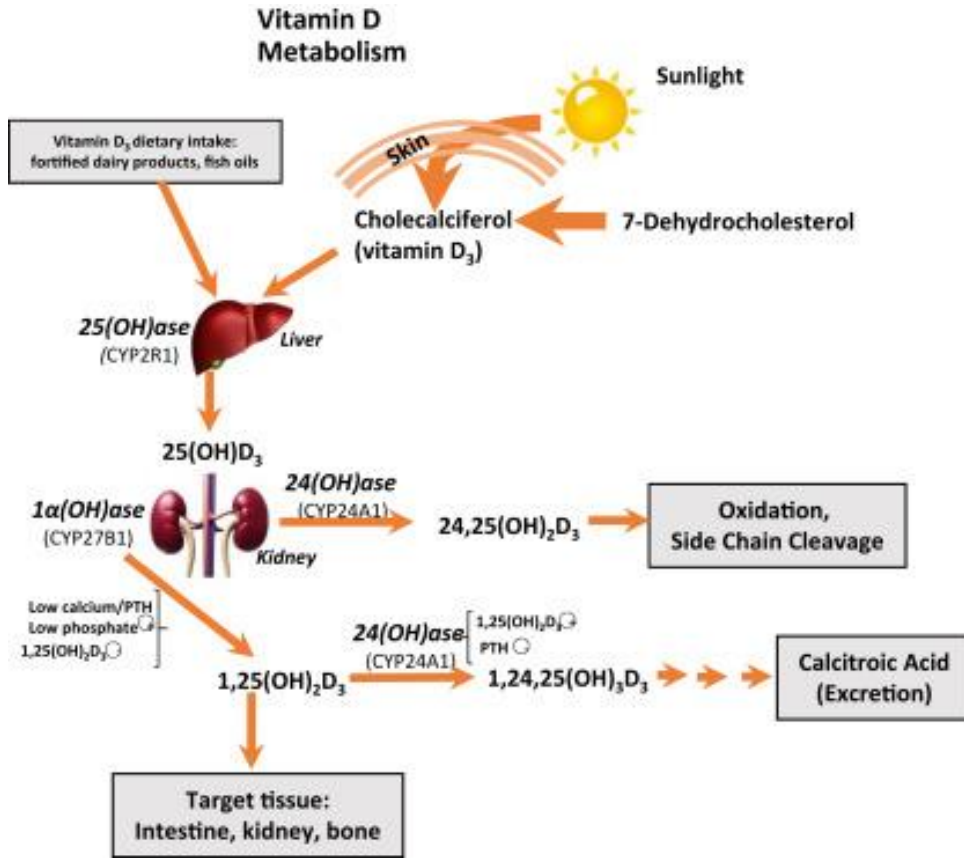 Vitamin D
Metabolism
Sunlight
Vitamin D₃ dietary intake:
fortified dairy products, fish oils
Skin
Cholecalciferol
(vitamin D₃)
7-Dehydrocholesterol
25(OH)ase
(CYP2R1)
Liver
25(OH)D₃
1α(OH)ase
(CYP27B1)
Kidney
24(OH)ase
(CYP24A1)
24,25(OH)₂D₃
Oxidation,
Side Chain Cleavage
Low calcium/PTH
Low phosphate
1,25(OH)₂D₃
24(OH)ase
(CYP24A1)
1,25(OH)₂D₃
PTH
1,25(OH)₂D₃
1,24,25(OH)₃D₃
Calcitroic Acid
(Excretion)
Target tissue:
Intestine, kidney, bone